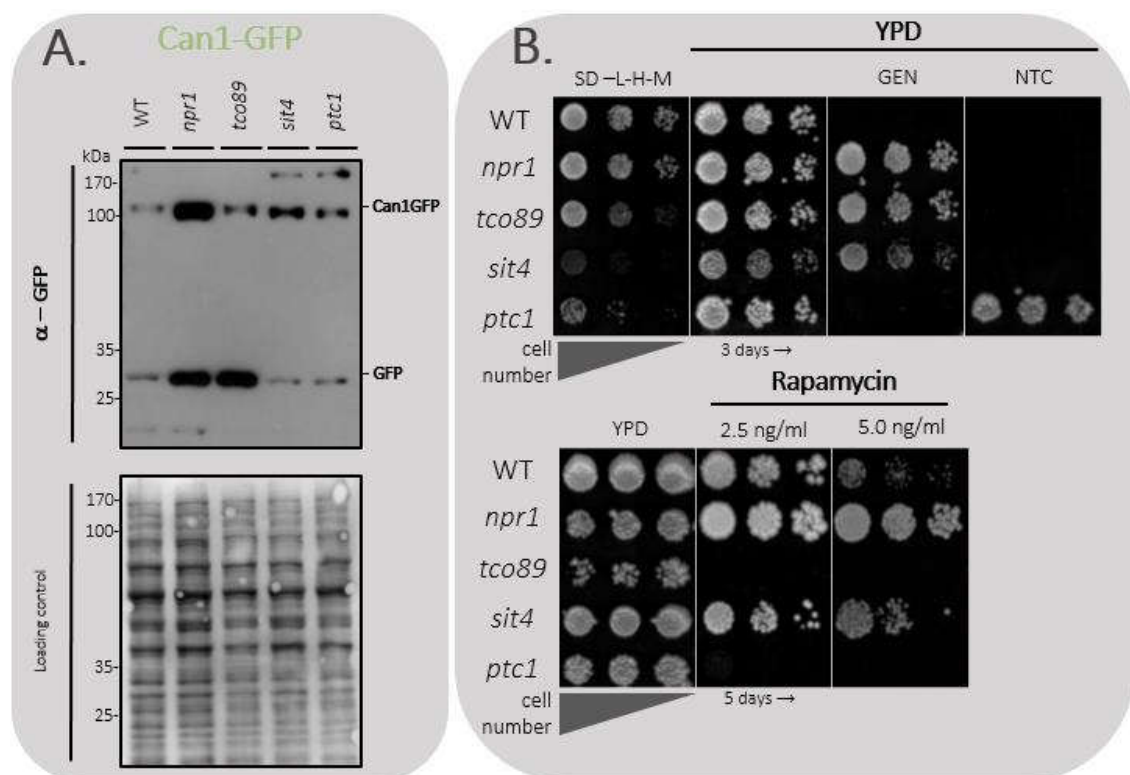 A.
Can1-GFP
WT
npr1
tco89
sit4
ptc1
kDa
170-
100-
35-
25-
Can1GFP
GFP
α – GFP
170-
100-
35-
25-
Loading control
B.
YPD
SD –L-H-M
GEN
NTC
WT
npr1
tco89
sit4
ptc1
cell
number
3 days →
Rapamycin
YPD
2.5 ng/ml
5.0 ng/ml
WT
npr1
tco89
sit4
ptc1
cell
number
5 days →